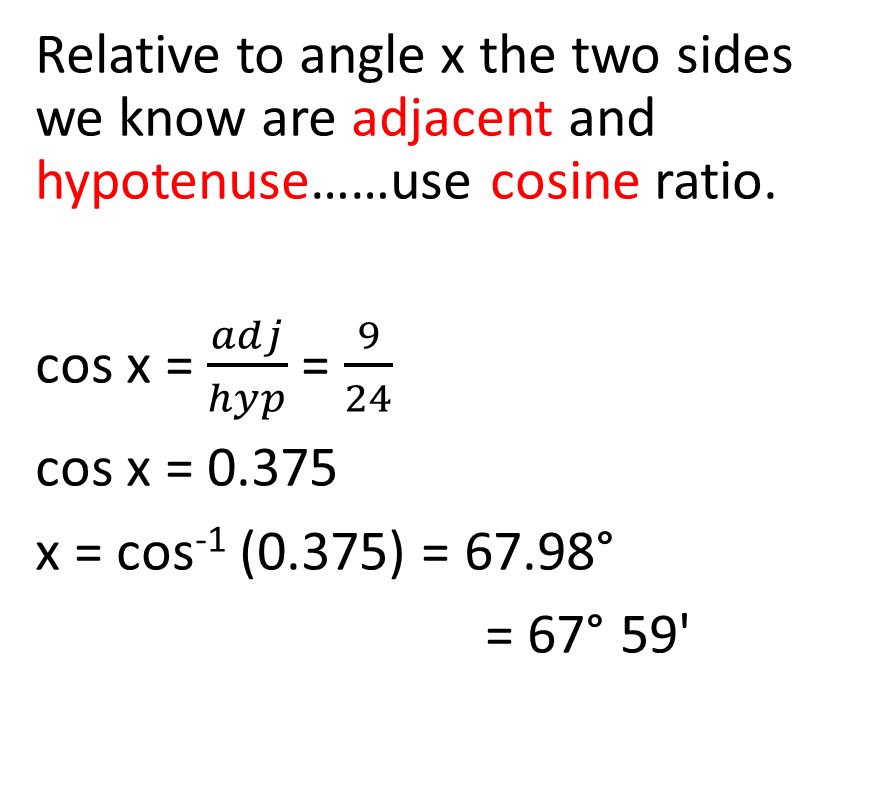 Relative to angle x the two sides
we know are adjacent and
hypotenuse……use cosine ratio.
cos x = adj/hyp = 9/24
cos x = 0.375
x = cos⁻¹ (0.375) = 67.98°
= 67° 59'